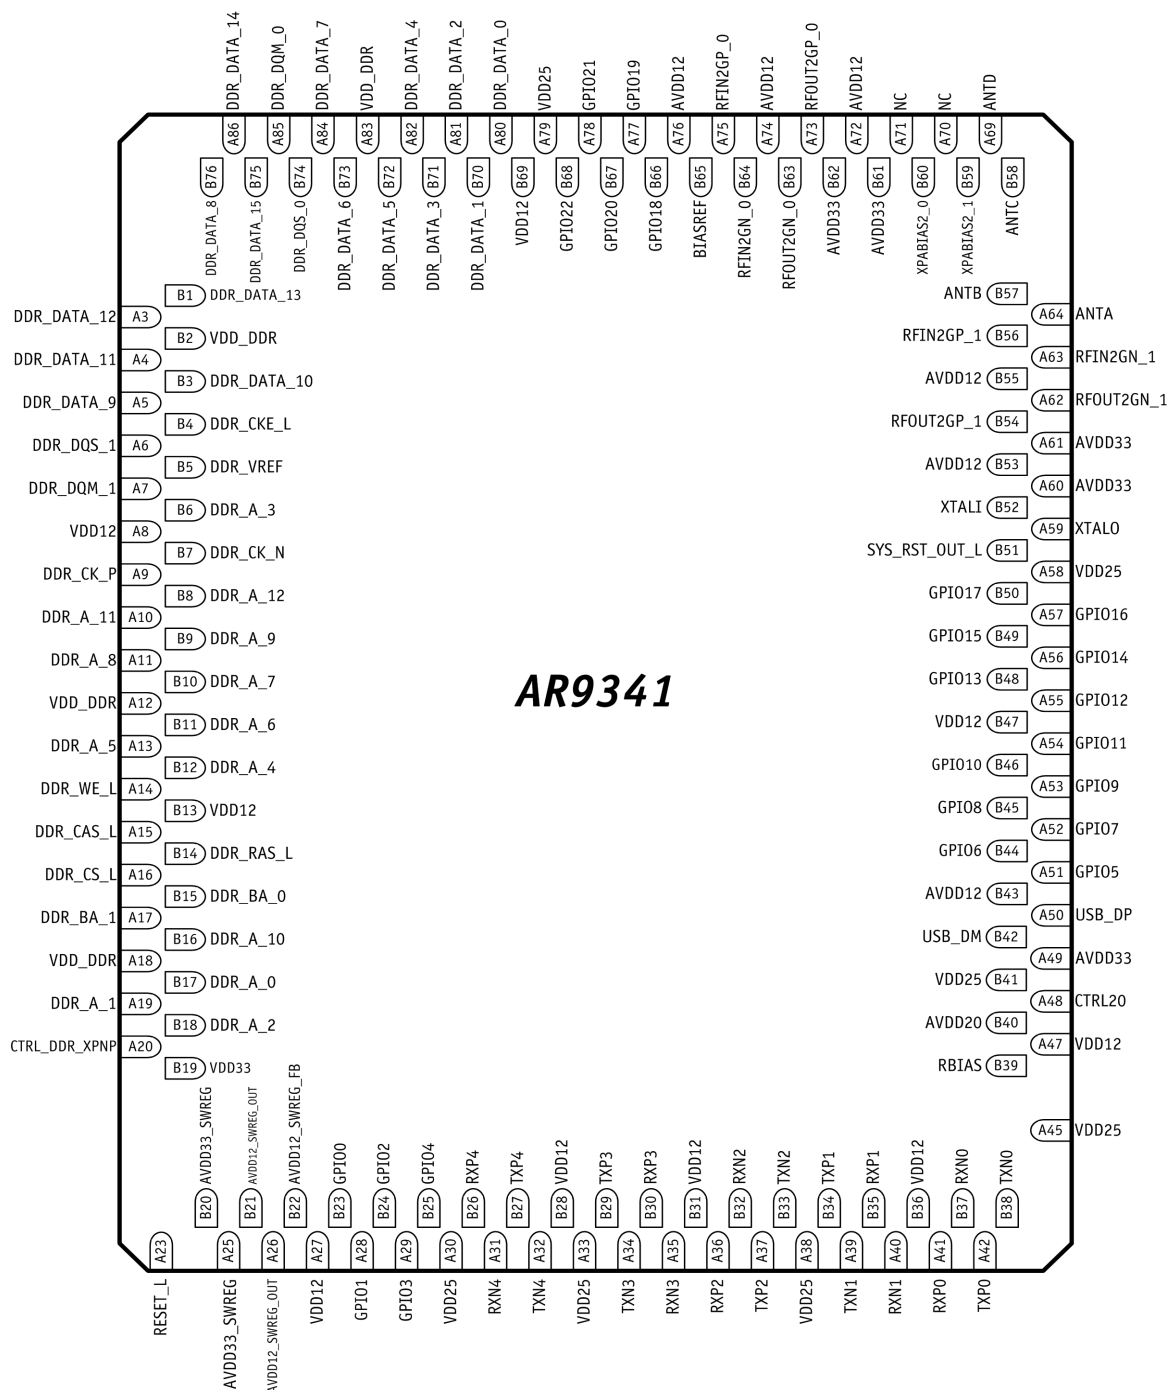 DDR_DATA_14
DDR_DQM_0
DDR_DATA_7
VDD_DDR
DDR_DATA_4
DDR_DATA_2
DDR_DATA_0
VDD25
GPIO21
GPIO19
AVDD12
RFIN2GP_0
AVDD12
RFOUT2GP_0
AVDD12
NC
NC
ANTD
A86
A85
A84
A83
A82
A81
A80
A79
A78
A77
A76
A75
A74
A73
A72
A71
A70
A69
B76
B75
B74
B73
B72
B71
B70
B69
B68
B67
B66
B65
B64
B63
B62
B61
B60
B59
B58
DDR_DATA_8
DDR_DATA_15
DDR_DQS_0
DDR_DATA_6
DDR_DATA_5
DDR_DATA_3
DDR_DATA_1
VDD12
GPIO22
GPIO20
GPIO18
BIASREF
RFIN2GN_0
RFOUT2GN_0
AVDD33
AVDD33
XPABIAS2_0
XPABIAS2_1
ANTC
B1 DDR_DATA_13
DDR_DATA_12 A3
B2 VDD_DDR
DDR_DATA_11 A4
B3 DDR_DATA_10
DDR_DATA_9 A5
B4 DDR_CKE_L
DDR_DQS_1 A6
B5 DDR_VREF
DDR_DQM_1 A7
B6 DDR_A_3
VDD12 A8
B7 DDR_CK_N
DDR_CK_P A9
B8 DDR_A_12
DDR_A_11 A10
B9 DDR_A_9
DDR_A_8 A11
B10 DDR_A_7
VDD_DDR A12
B11 DDR_A_6
DDR_A_5 A13
B12 DDR_A_4
DDR_WE_L A14
B13 VDD12
DDR_CAS_L A15
B14 DDR_RAS_L
DDR_CS_L A16
B15 DDR_BA_0
DDR_BA_1 A17
B16 DDR_A_10
VDD_DDR A18
B17 DDR_A_0
DDR_A_1 A19
B18 DDR_A_2
CTRL_DDR_XPNP A20
B19 VDD33
AR9341
ANTB B57
A64 ANTA
RFIN2GP_1 B56
A63 RFIN2GN_1
AVDD12 B55
A62 RFOUT2GN_1
RFOUT2GP_1 B54
A61 AVDD33
AVDD12 B53
A60 AVDD33
XTALI B52
A59 XTALO
SYS_RST_OUT_L B51
A58 VDD25
GPIO17 B50
A57 GPIO16
GPIO15 B49
A56 GPIO14
GPIO13 B48
A55 GPIO12
VDD12 B47
A54 GPIO11
GPIO10 B46
A53 GPIO9
GPIO8 B45
A52 GPIO7
GPIO6 B44
A51 GPIO5
AVDD12 B43
A50 USB_DP
USB_DM B42
A49 AVDD33
VDD25 B41
A48 CTRL20
AVDD20 B40
A47 VDD12
RBIAS B39
A45 VDD25
AVDD33_SWREG
AVDD12_SWREG_OUT
AVDD12_SWREG_FB
GPIO0
GPIO2
GPIO4
RXP4
TXP4
VDD12
TXP3
RXP3
VDD12
RXN2
TXN2
TXP1
RXP1
VDD12
RXN0
TXN0
B20
B21
B22
B23
B24
B25
B26
B27
B28
B29
B30
B31
B32
B33
B34
B35
B36
B37
B38
A23
A25
A26
A27
A28
A29
A30
A31
A32
A33
A34
A35
A36
A37
A38
A39
A40
A41
A42
RESET_L
AVDD33_SWREG
AVDD12_SWREG_OUT
VDD12
GPIO1
GPIO3
VDD25
RXN4
TXN4
VDD25
TXN3
RXN3
RXP2
TXP2
VDD25
TXN1
RXN1
RXP0
TXP0